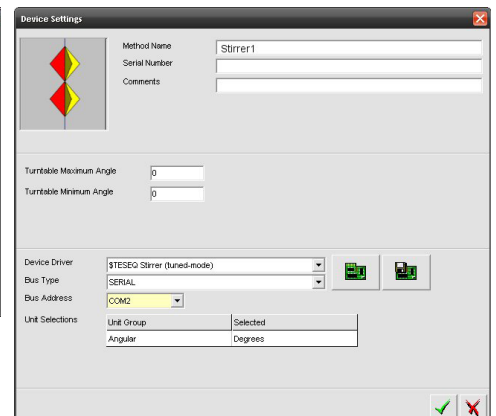 Device Settings
Method Name Stirrer1
Serial Number
Comments
Turntable Maximum Angle 0
Turntable Minimum Angle 0
Device Driver $TESEQ Stirrer (tuned-mode)
Bus Type SERIAL
Bus Address COM2
Unit Selections Unit Group Selected
Angular Degrees